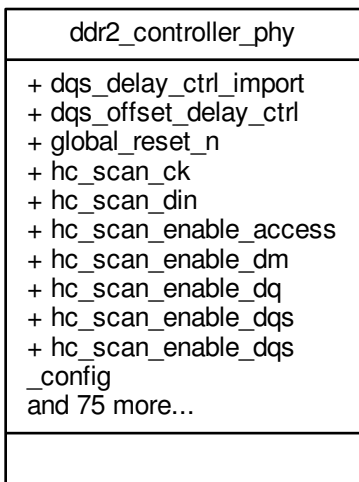 ddr2_controller_phy
+ dqs_delay_ctrl_import
+ dqs_offset_delay_ctrl
+ global_reset_n
+ hc_scan_ck
+ hc_scan_din
+ hc_scan_enable_access
+ hc_scan_enable_dm
+ hc_scan_enable_dq
+ hc_scan_enable_dqs
+ hc_scan_enable_dqs
_config
and 75 more...